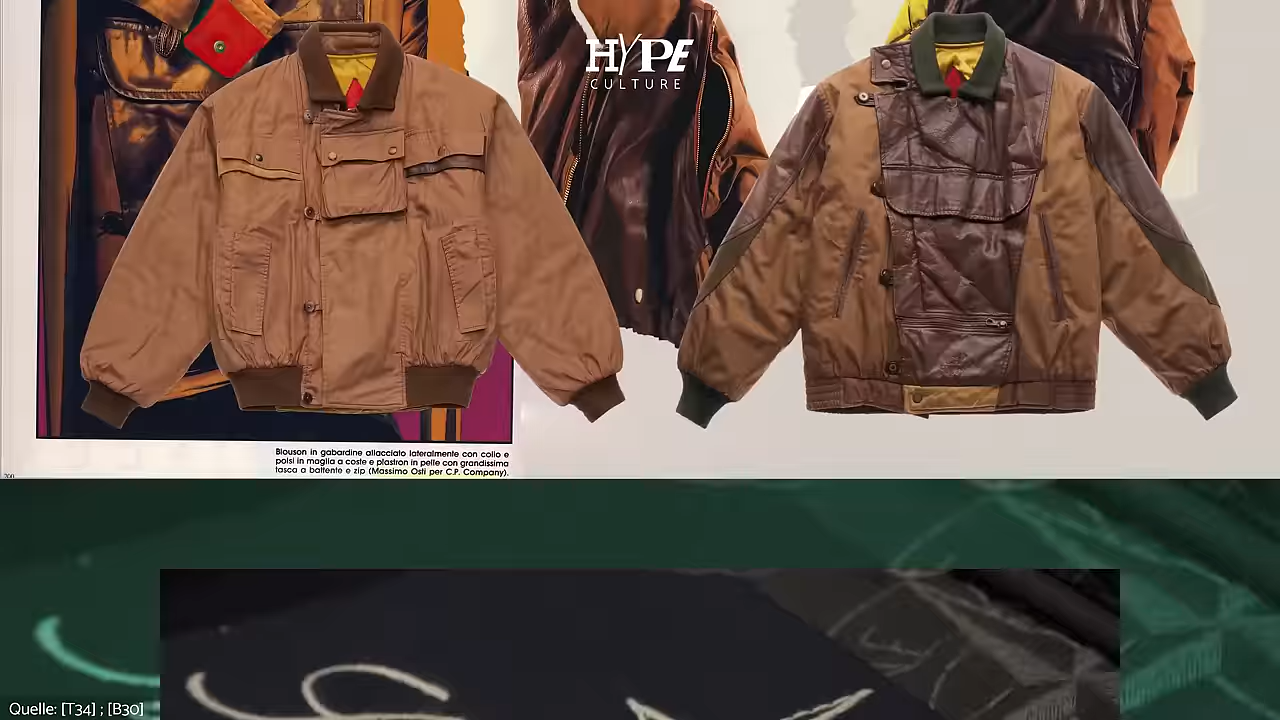 HYPE
CULTURE
Blouson in gabardine allacciato lateralmente con collo e
polsi in maglia a coste e plastron in pelle con grandissima
tasca a battente e zip (Massimo Osti per C.P. Company).
Quelle: [T34] ; [B30]